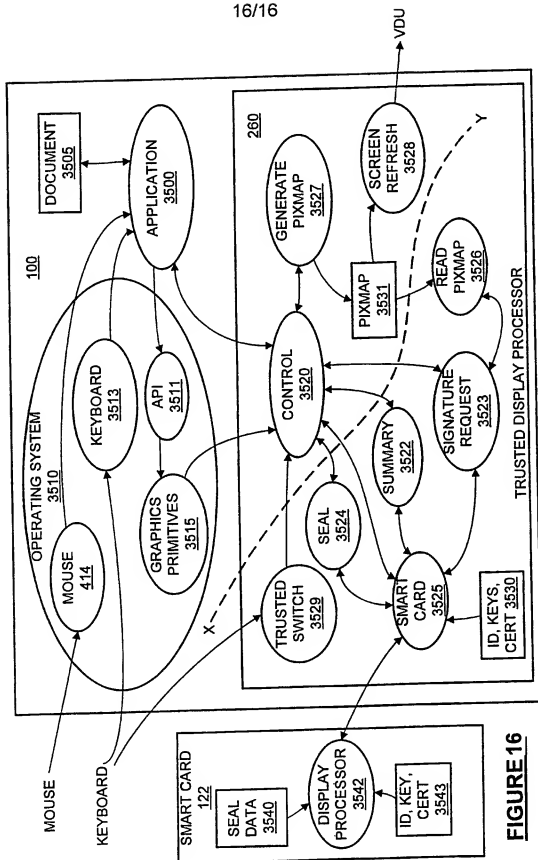 16/16
100
DOCUMENT
3505
OPERATING SYSTEM
3510
MOUSE
414
KEYBOARD
3513
APPLICATION
3500
API
3511
GRAPHICS
PRIMITIVES
3515
MOUSE
KEYBOARD
260
GENERATE
PIXMAP
3527
SCREEN
REFRESH
3528
VDU
CONTROL
3520
PIXMAP
3531
READ
PIXMAP
3526
X
Y
TRUSTED
SWITCH
3529
SEAL
3524
SUMMARY
3522
SIGNATURE
REQUEST
3523
SMART
CARD
3525
ID, KEYS,
CERT 3530
TRUSTED DISPLAY PROCESSOR
SMART CARD
122
SEAL
DATA
3540
DISPLAY
PROCESSOR
3542
ID, KEY,
CERT
3543
FIGURE16